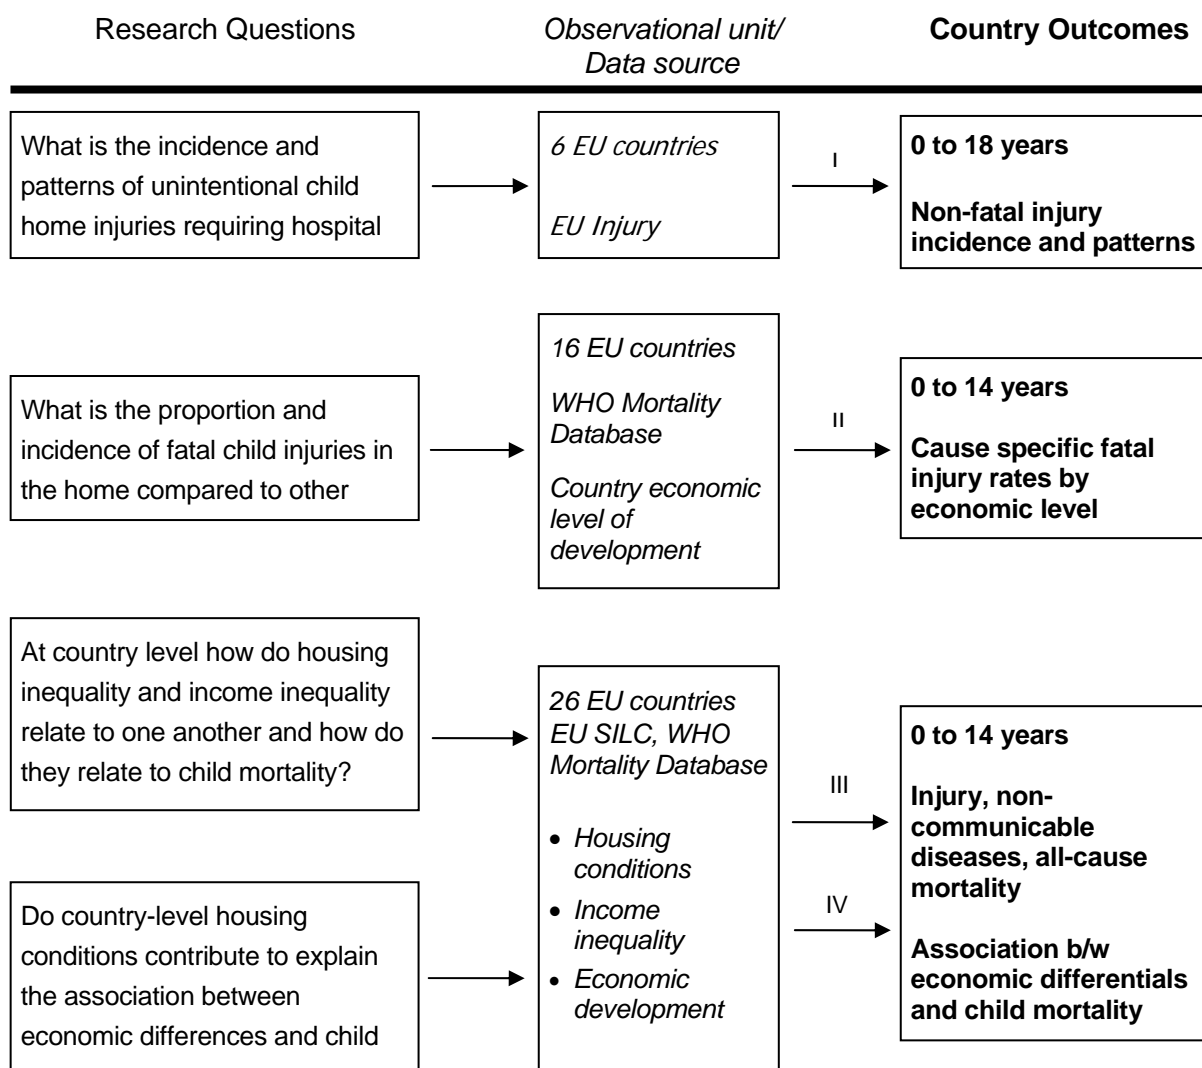 Research Questions
Observational unit/
Data source
Country Outcomes
What is the incidence and
patterns of unintentional child
home injuries requiring hospital
6 EU countries
EU Injury
I
0 to 18 years
Non-fatal injury
incidence and patterns
What is the proportion and
incidence of fatal child injuries in
the home compared to other
16 EU countries
WHO Mortality
Database
Country economic
level of
development
II
0 to 14 years
Cause specific fatal
injury rates by
economic level
At country level how do housing
inequality and income inequality
relate to one another and how do
they relate to child mortality?
Do country-level housing
conditions contribute to explain
the association between
economic differences and child
26 EU countries
EU SILC, WHO
Mortality Database
• Housing
conditions
• Income
inequality
• Economic
development
III
IV
0 to 14 years
Injury, non-
communicable
diseases, all-cause
mortality
Association b/w
economic differentials
and child mortality